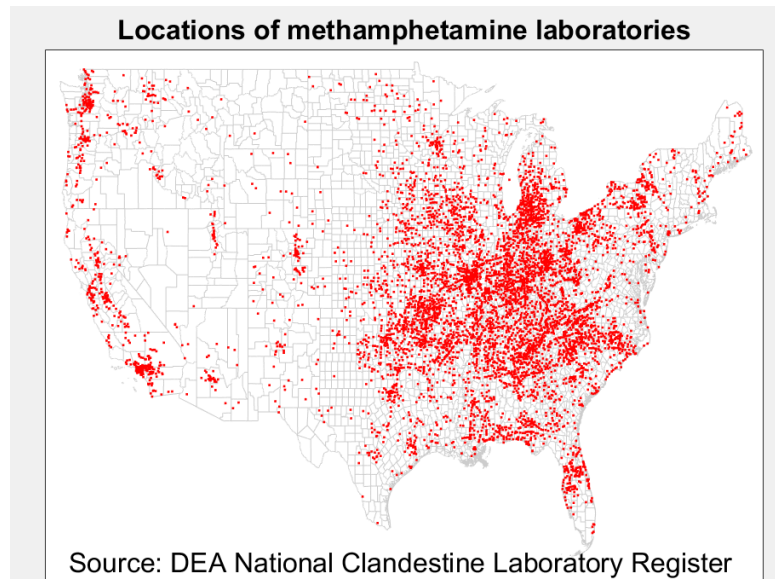 Locations of methamphetamine laboratories
Source: DEA National Clandestine Laboratory Register